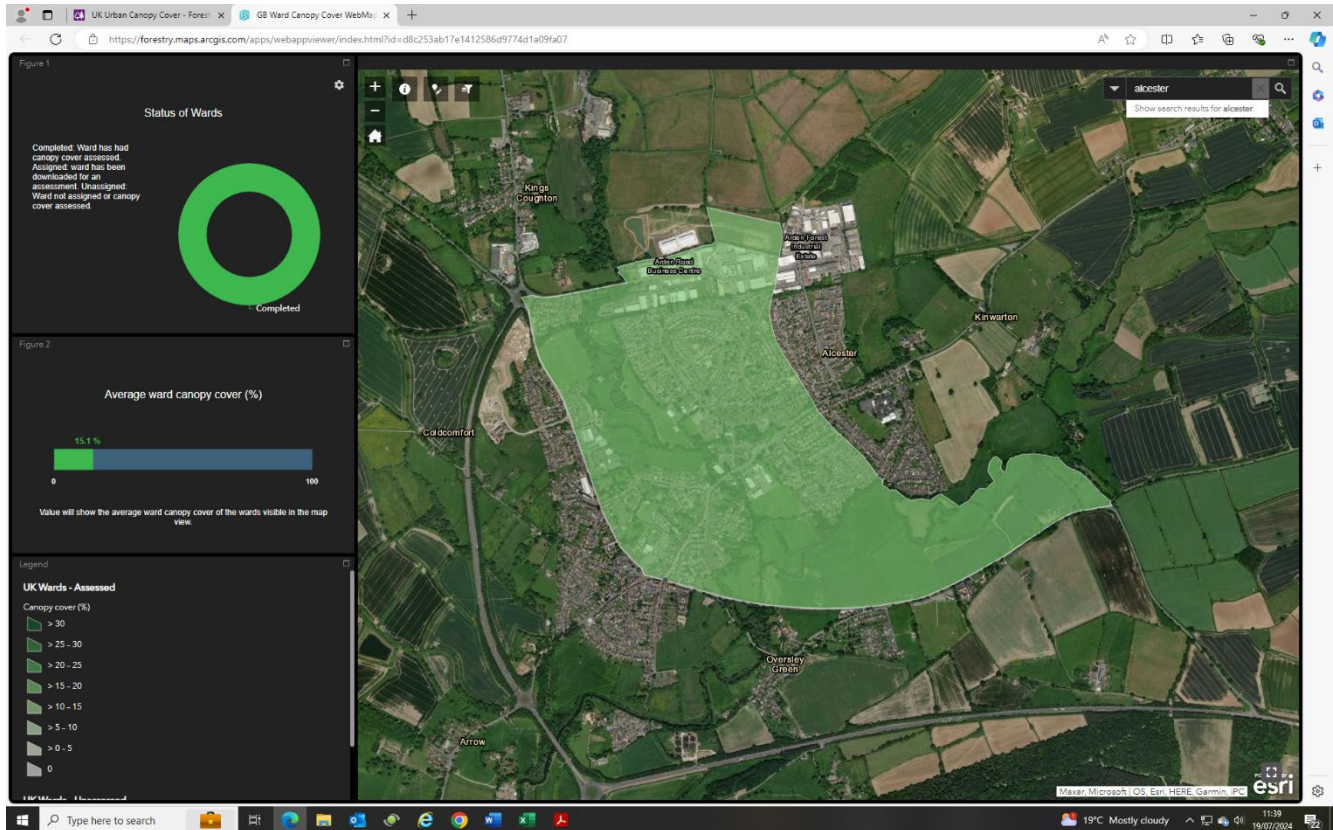 UK Urban Canopy Cover - Forest
GB Ward Canopy Cover WebMap
https://forestry.maps.arcgis.com/apps/webappviewer/index.html?id=d8c253ab17e1412586d9774d1a09fa07
Figure 1
Status of Wards
Completed: Ward has had
canopy cover assessed.
Assigned: ward has been
downloaded for an
assessment. Unassigned:
Ward not assigned or canopy
cover assessed.
Completed
Figure 2
Average ward canopy cover (%)
15.1 %
0
100
Value will show the average ward canopy cover of the wards visible in the map
view.
Legend
UK Wards - Assessed
Canopy cover (%)
> 30
> 25 - 30
> 20 - 25
> 15 - 20
> 10 - 15
> 5 - 10
> 0 - 5
0
alcester
Show search results for alcester
Kings
Coughton
Arden Forest
Industrial
Estate
Arden Road
Business Centre
Kinwarton
Alcester
Coldcomfort
Oversley
Green
Arrow
Maxar, Microsoft | OS, Esri, HERE, Garmin, iPC
esri
Type here to search
19°C Mostly cloudy
11:39
19/07/2024
22